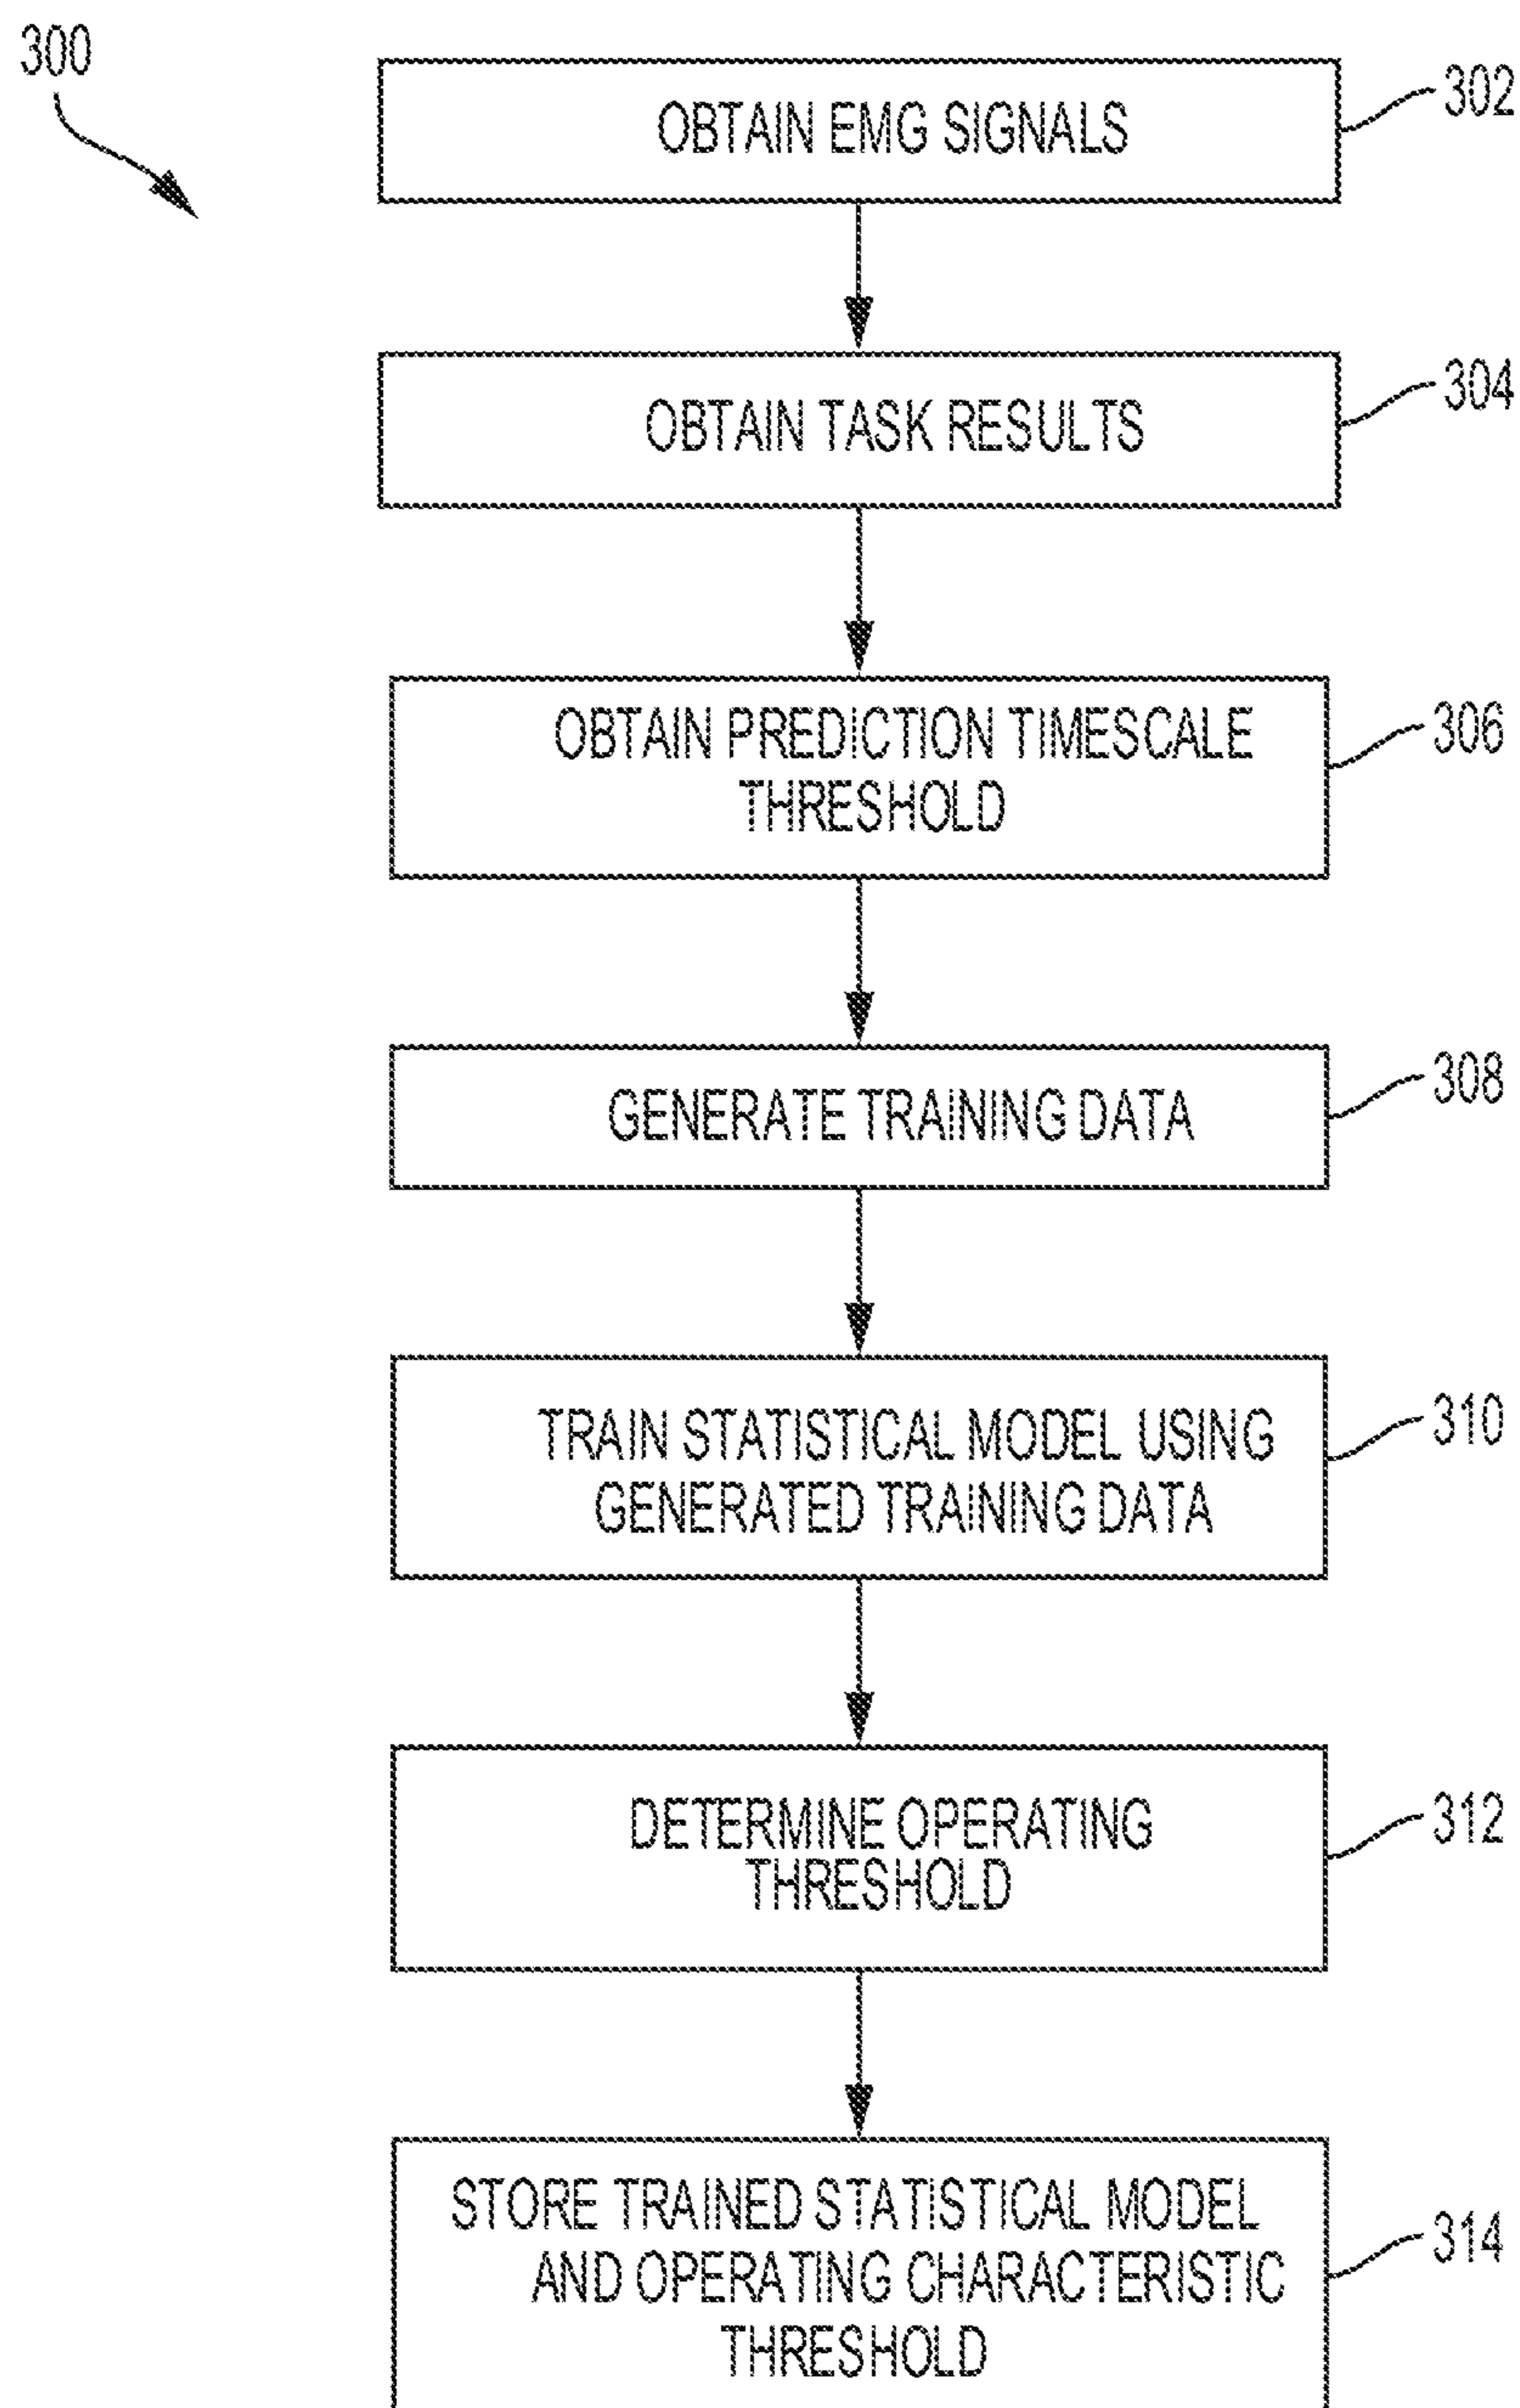 300
OBTAIN EMG SIGNALS
302
OBTAIN TASK RESULTS
304
OBTAIN PREDICTION TIMESCALE
THRESHOLD
306
GENERATE TRAINING DATA
308
TRAIN STATISTICAL MODEL USING
GENERATED TRAINING DATA
310
DETERMINE OPERATING
THRESHOLD
312
STORE TRAINED STATISTICAL MODEL
AND OPERATING CHARACTERISTIC
THRESHOLD
314